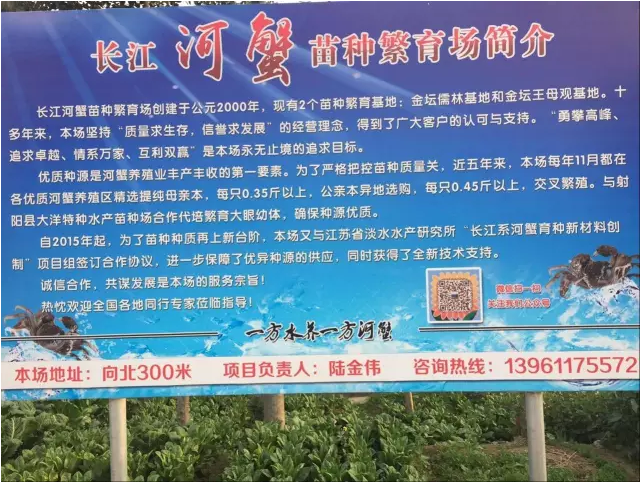 长江河蟹苗种繁育场简介
长江河蟹苗种繁育场创建于公元2000年，现有2个苗种繁育基地：金坛儒林基地和金坛王母观基地。十
多年来，本场坚持“质量求生存，信誉求发展”的经营理念，得到了广大客户的认可与支持。“勇攀高峰、
追求卓越、情系万家、互利双赢”是本场永无止境的追求目标。
优质种源是河蟹养殖业丰产丰收的第一要素。为了严格把控苗种质量关，近五年来，本场每年11月都在
各优质河蟹养殖区精选提纯母亲本，每只0.35斤以上，公亲本异地选购，每只0.45斤以上，交叉繁殖。与射
阳县大洋特种水产苗种场合作代培繁育大眼幼体，确保种源优质。
自2015年起，为了苗种种质再上新台阶，本场又与江苏省淡水水产研究所“长江系河蟹育种新材料创
制”项目组签订合作协议，进一步保障了优异种源的供应，同时获得了全新技术支持。
诚信合作，共谋发展是本场的服务宗旨！
热忱欢迎全国各地同行专家莅临指导！
微信扫一扫
关注我们公众号
一方水养一方河蟹
本场地址：向北300米 项目负责人：陆金伟 咨询热线：13961175572